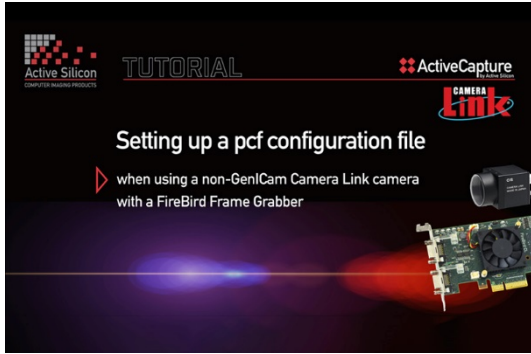 Active Silicon
COMPUTER IMAGING PRODUCTS
TUTORIAL
ActiveCapture
by Active Silicon
CAMERA
Link
Setting up a pcf configuration file
when using a non-GenICam Camera Link camera
with a FireBird Frame Grabber